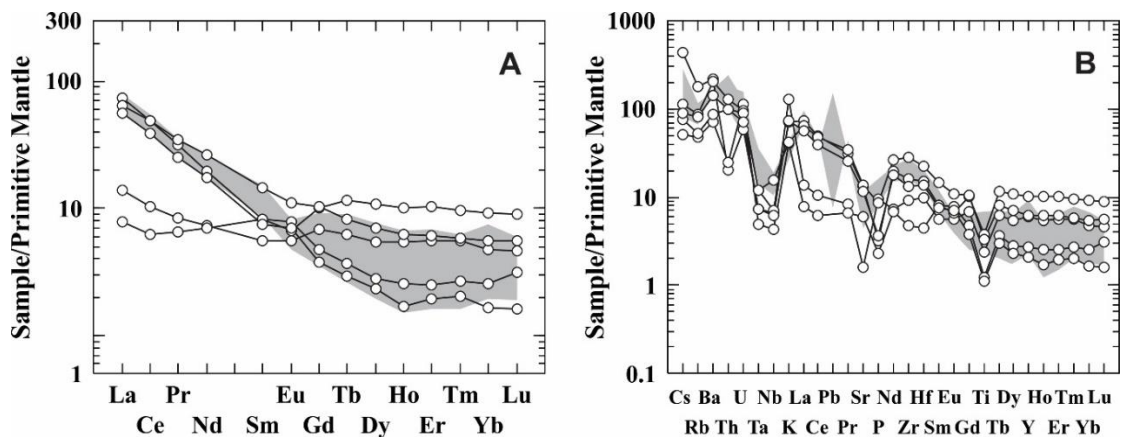 300
100
10
1
Sample/Primitive Mantle
A
La Pr Eu Tb Ho Tm Lu
Ce Nd Sm Gd Dy Er Yb
1000
100
10
1
0.1
Sample/Primitive Mantle
B
Cs Ba U Nb La Pb Sr Nd Hf Eu Ti Dy Ho Tm Lu
Rb Th Ta K Ce Pr P Zr Sm Gd Tb Y Er Yb